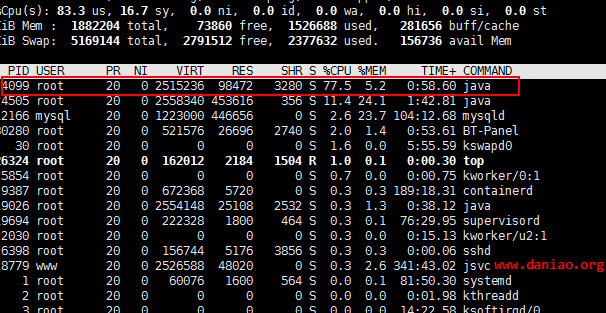 %Cpu(s): 83.3 us, 16.7 sy, 0.0 ni, 0.0 id, 0.0 wa, 0.0 hi, 0.0 si, 0.0 st
KiB Mem : 1882204 total, 73860 free, 1526688 used, 281656 buff/cache
KiB Swap: 5169144 total, 2791512 free, 2377632 used. 156736 avail Mem
PID USER PR NI VIRT RES SHR S %CPU %MEM TIME+ COMMAND
4099 root 20 0 2515236 98472 3280 S 77.5 5.2 0:58.60 java
4505 root 20 0 2558340 453616 356 S 11.4 24.1 1:42.81 java
12166 mysql 20 0 1223000 446656 0 S 2.6 23.7 104:12.68 mysqld
30280 root 20 0 521576 26696 2740 S 2.0 1.4 0:53.61 BT-Panel
30 root 20 0 0 0 0 S 1.6 0.0 5:55.59 kswapd0
26324 root 20 0 162012 2184 1504 R 1.0 0.1 0:00.30 top
15854 root 20 0 0 0 0 S 0.7 0.0 0:00.75 kworker/0:1
9387 root 20 0 672368 5720 0 S 0.3 0.3 189:18.31 containerd
19026 root 20 0 2554148 25108 2532 S 0.3 1.3 0:38.12 java
9694 root 20 0 222328 1800 464 S 0.3 0.1 76:29.95 supervisord
12030 root 20 0 0 0 0 S 0.3 0.0 0:15.13 kworker/u2:1
16398 root 20 0 156744 5176 3856 S 0.3 0.3 0:00.06 sshd
18779 www 20 0 2526588 48020 0 S 0.3 2.6 341:43.02 jsvc www.daniao.org
1 root 20 0 60076 1600 564 S 0.0 0.1 81:50.30 systemd
2 root 20 0 0 0 0 S 0.0 0.0 0:01.98 kthreadd
3 root 20 0 0 0 0 S 0.0 0.0 14:22.58 ksoftirqd/0